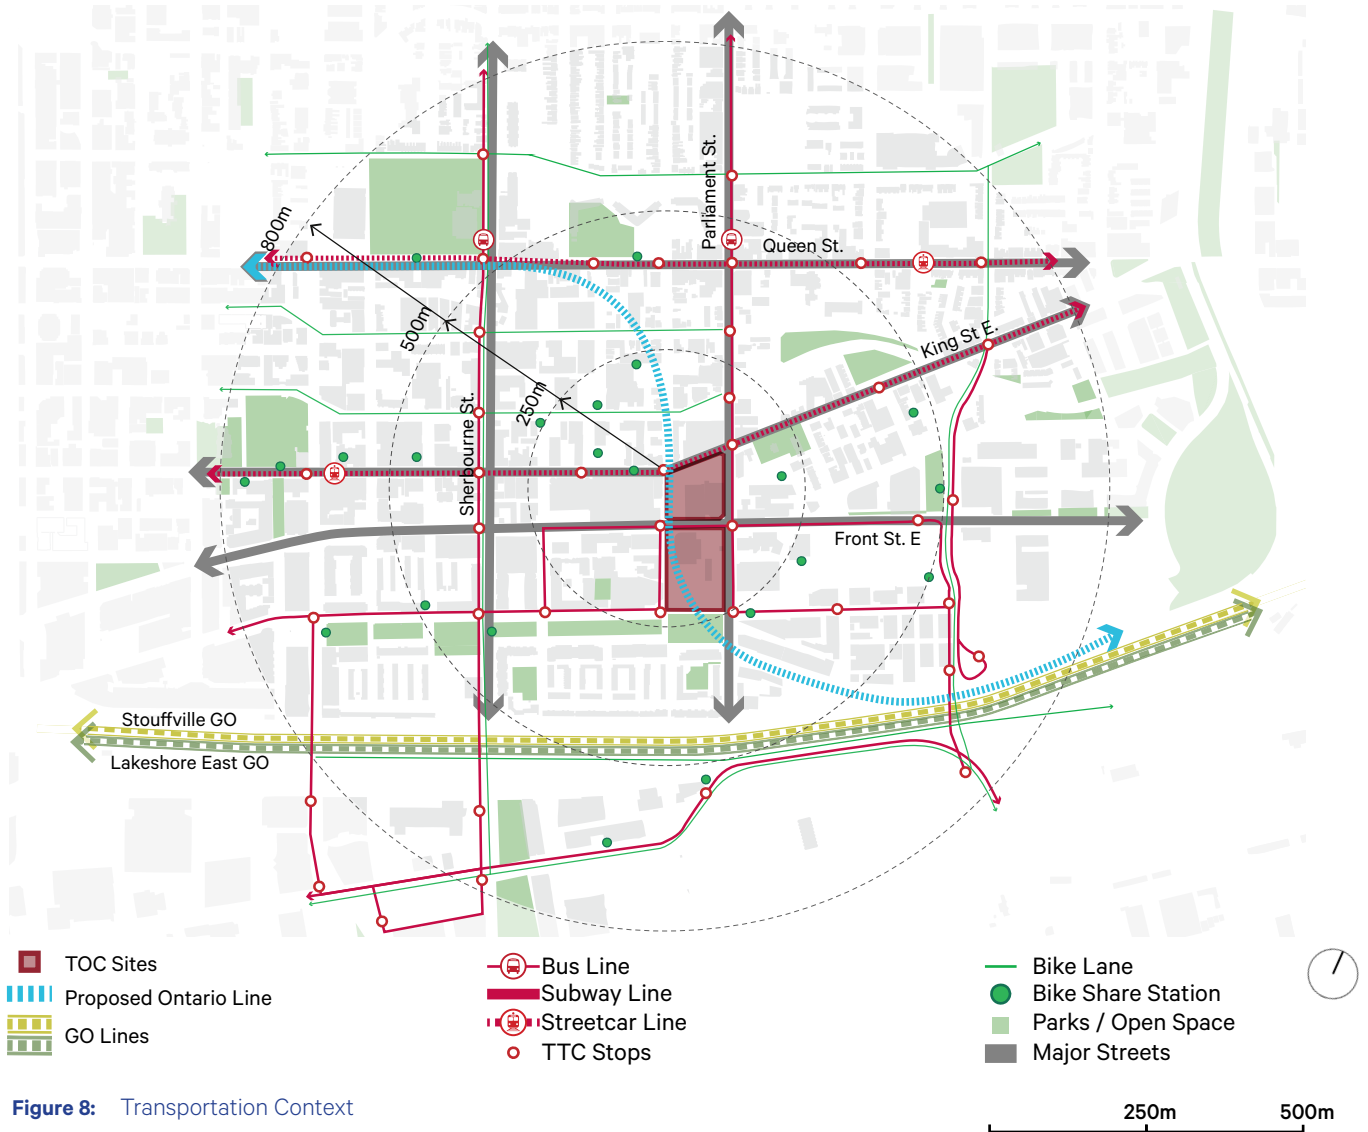 Parliament St.
800m
Queen St.
500m
King St E.
250m
Sherbourne St.
Front St. E
Stouffville GO
Lakeshore East GO
TOC Sites
Proposed Ontario Line
GO Lines
Bus Line
Subway Line
Streetcar Line
TTC Stops
Bike Lane
Bike Share Station
Parks / Open Space
Major Streets
Figure 8: Transportation Context
250m 500m